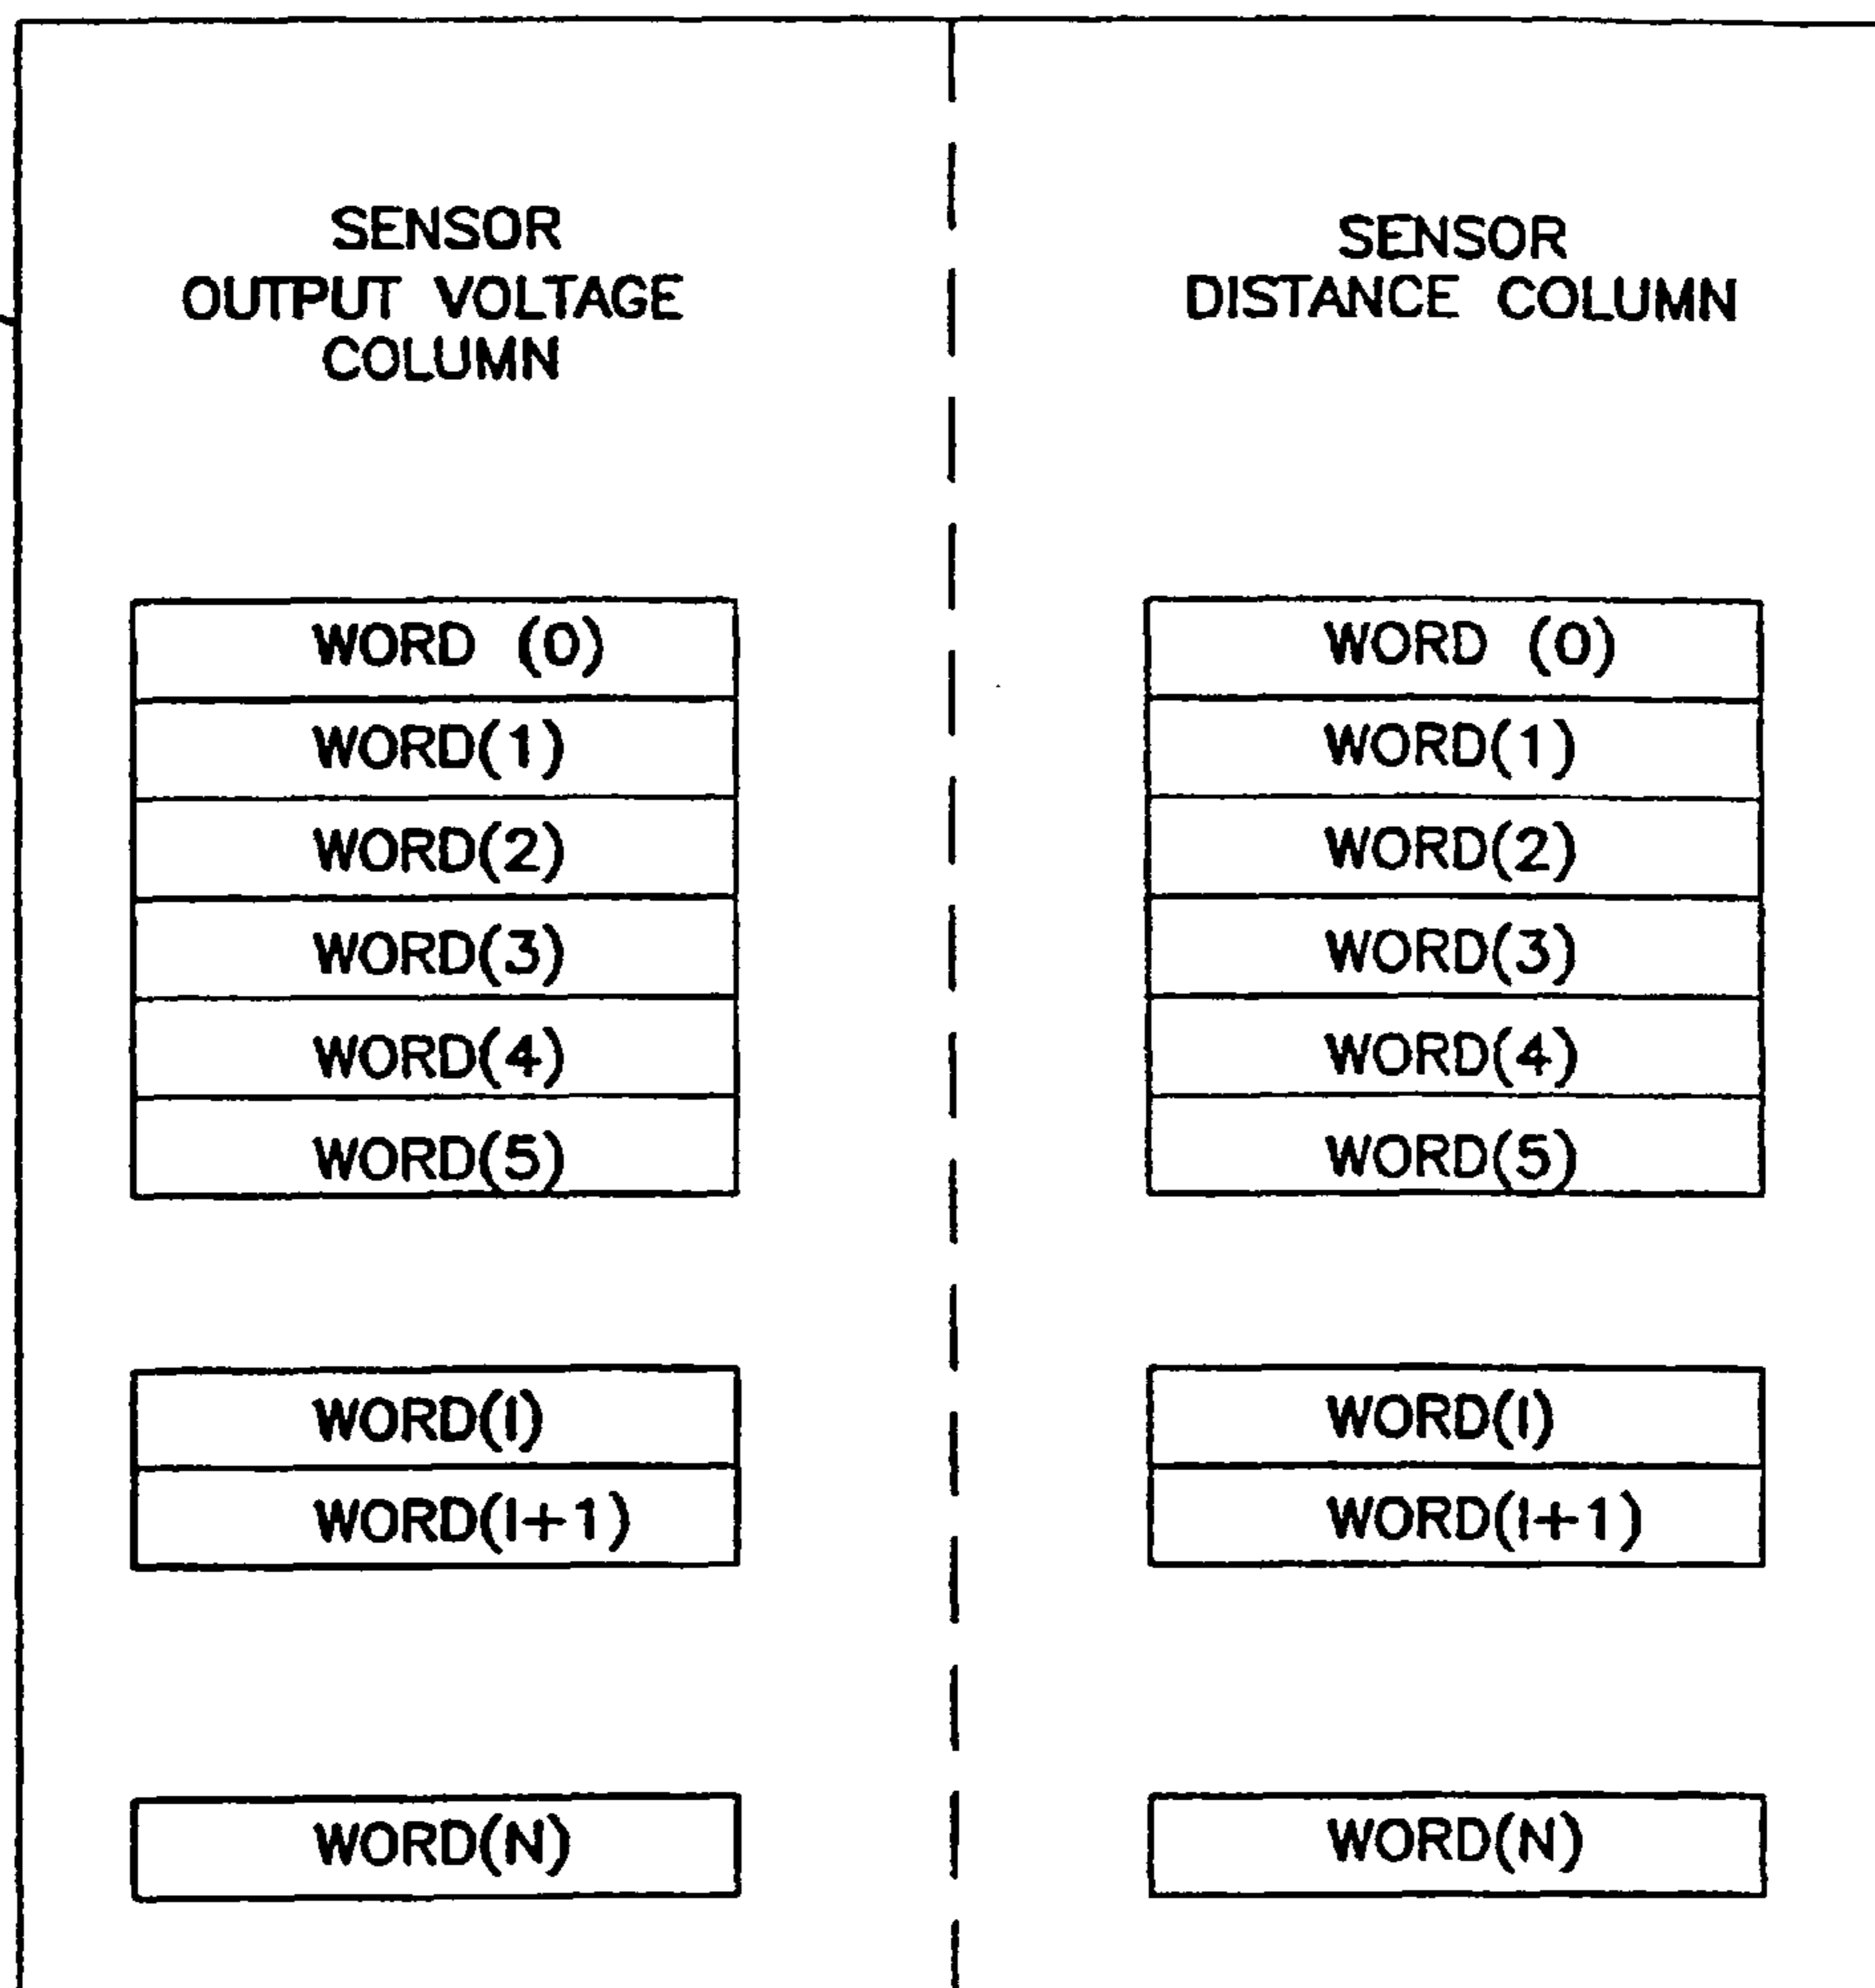 SENSOR
OUTPUT VOLTAGE
COLUMN
WORD (0)
WORD(1)
WORD(2)
WORD(3)
WORD(4)
WORD(5)
WORD(I)
WORD(I+1)
WORD(N)
SENSOR
DISTANCE COLUMN
WORD (0)
WORD(1)
WORD(2)
WORD(3)
WORD(4)
WORD(5)
WORD(I)
WORD(I+1)
WORD(N)